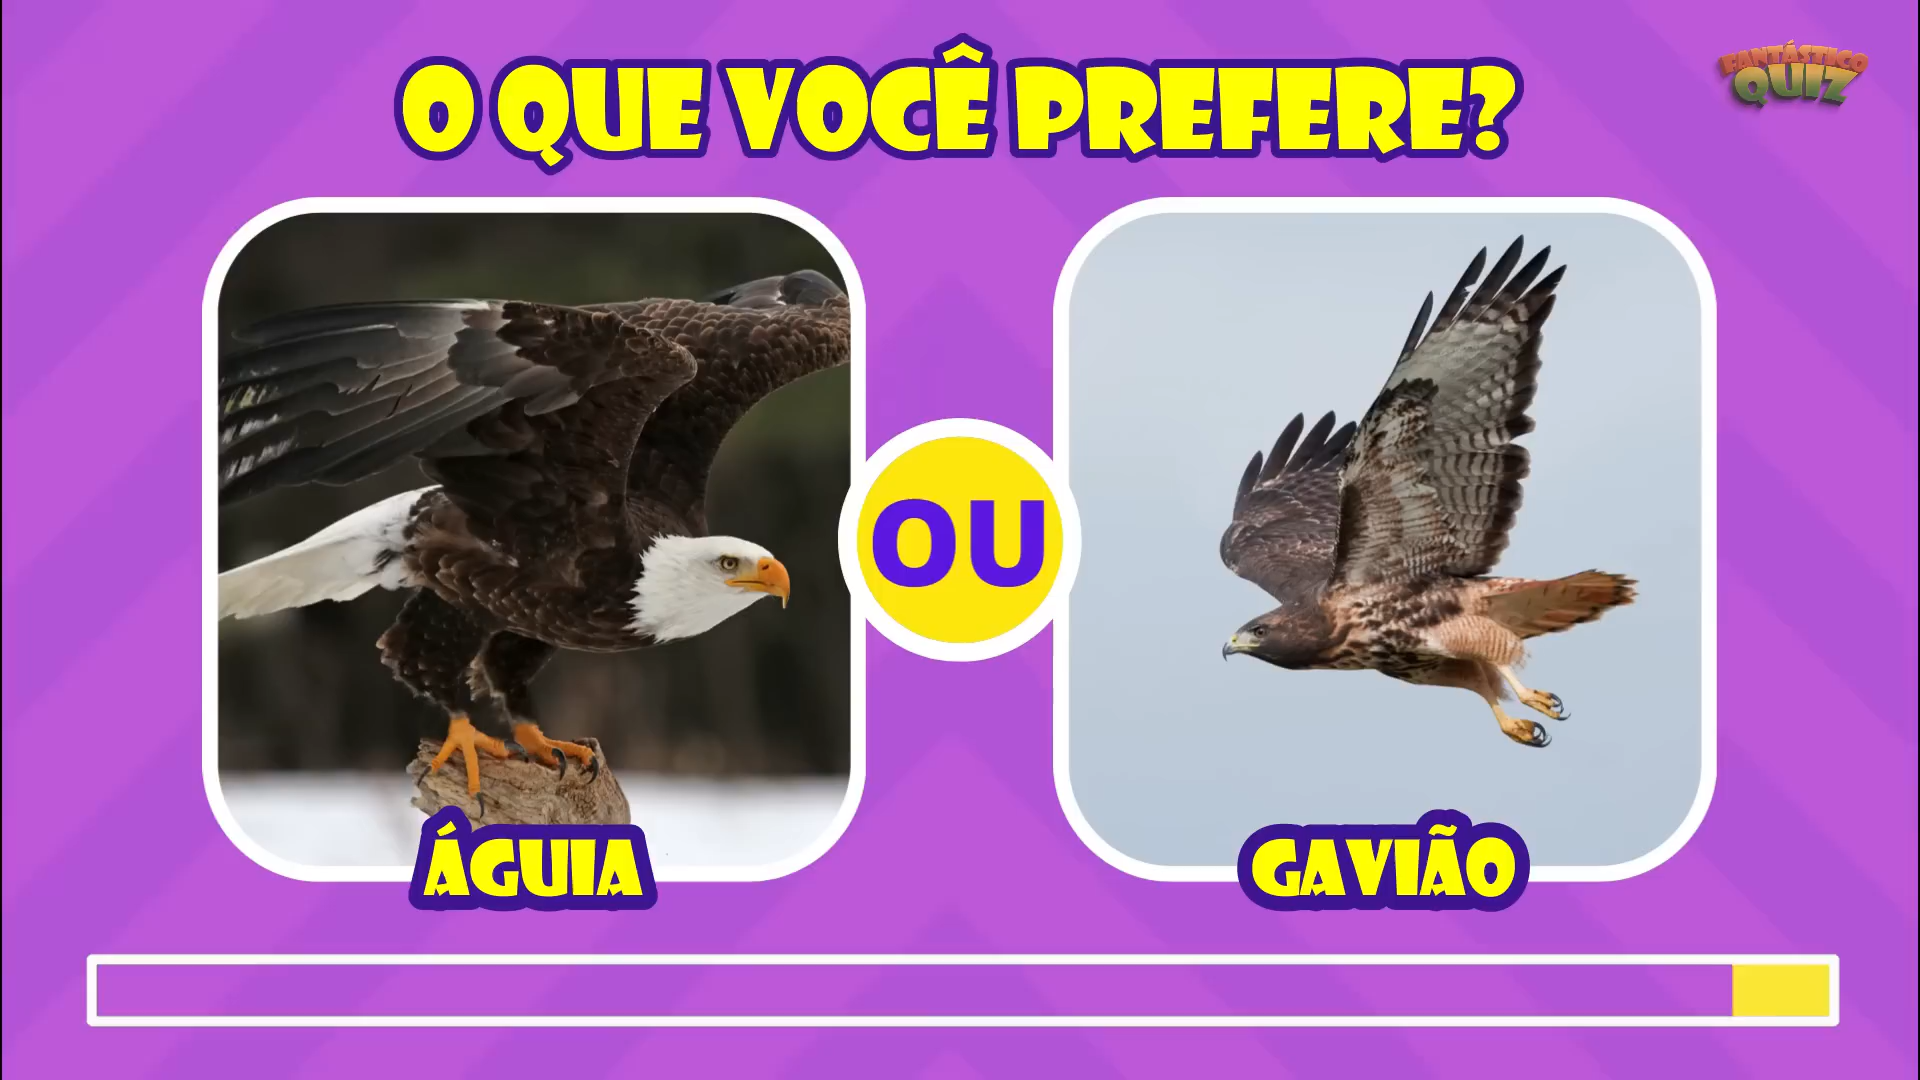 O QUE VOCÊ PREFERE?
FANTÁSTICO
QUIZ
OU
ÁGUIA
GAVIÃO